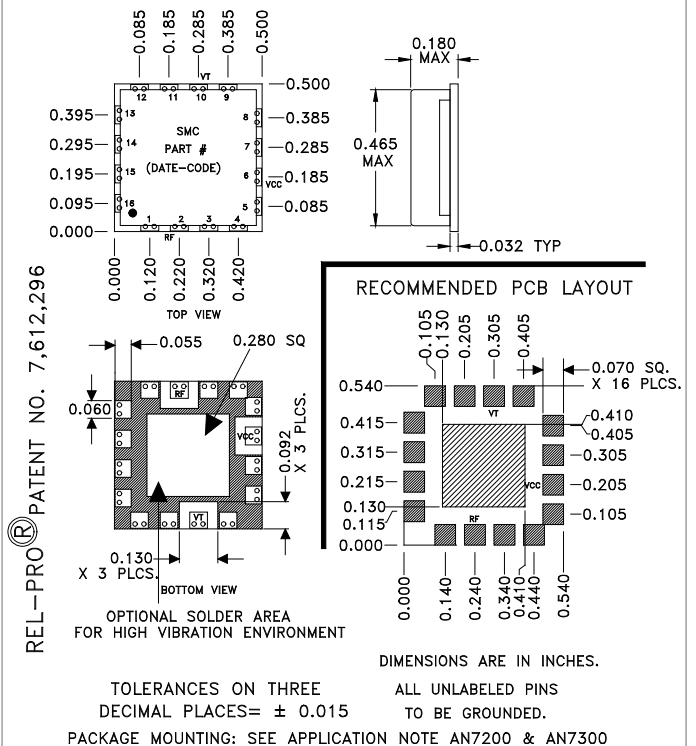 0.085
0.185
0.285
0.385
0.500
VT
12
11
10
9
0.500
0.395
13
8
0.385
SMC
PART #
(DATE-CODE)
0.295
14
7
0.285
0.195
15
6
VCC
0.185
0.095
16
5
0.085
1
2
3
4
0.000
RF
0.000
0.120
0.220
0.320
0.420
TOP VIEW
0.180
MAX
0.465
MAX
0.032 TYP
REL-PRO® PATENT NO. 7,612,296
0.055
0.280 SQ
0.060
RF
VCC
VT
0.092
X 3 PLCS.
0.130
X 3 PLCS.
BOTTOM VIEW
OPTIONAL SOLDER AREA
FOR HIGH VIBRATION ENVIRONMENT
RECOMMENDED PCB LAYOUT
0.105
0.130
0.205
0.305
0.405
0.070 SQ.
X 16 PLCS.
0.540
VT
0.415
0.410
0.405
0.315
0.305
0.215
VCC
0.205
0.130
0.115
0.105
RF
0.000
0.000
0.140
0.240
0.340
0.410
0.440
0.540
DIMENSIONS ARE IN INCHES.
TOLERANCES ON THREE
DECIMAL PLACES= ± 0.015
ALL UNLABELED PINS
TO BE GROUNDED.
PACKAGE MOUNTING: SEE APPLICATION NOTE AN7200 & AN7300